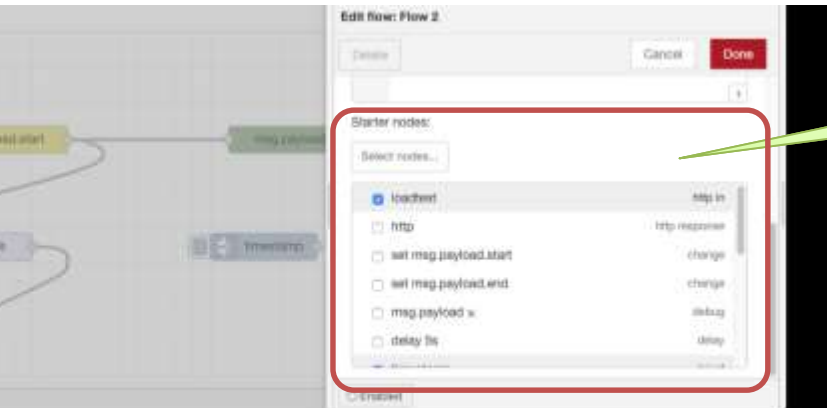 Edit flow: Flow 2
Delete
Cancel
Done
Starter nodes:
Select nodes...
loadtest http in
http http response
set msg.payload.start change
set msg.payload.end change
msg.payload debug
delay 5s delay
Enabled
timestamp
msg.payload